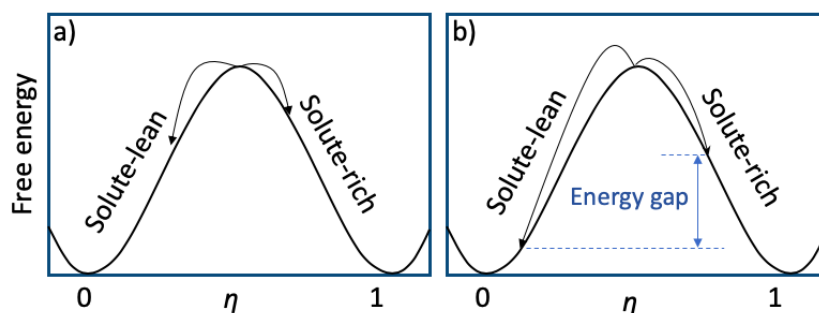 a)
Free energy
Solute-lean
Solute-rich
0
η
1
b)
Solute-lean
Solute-rich
Energy gap
0
η
1